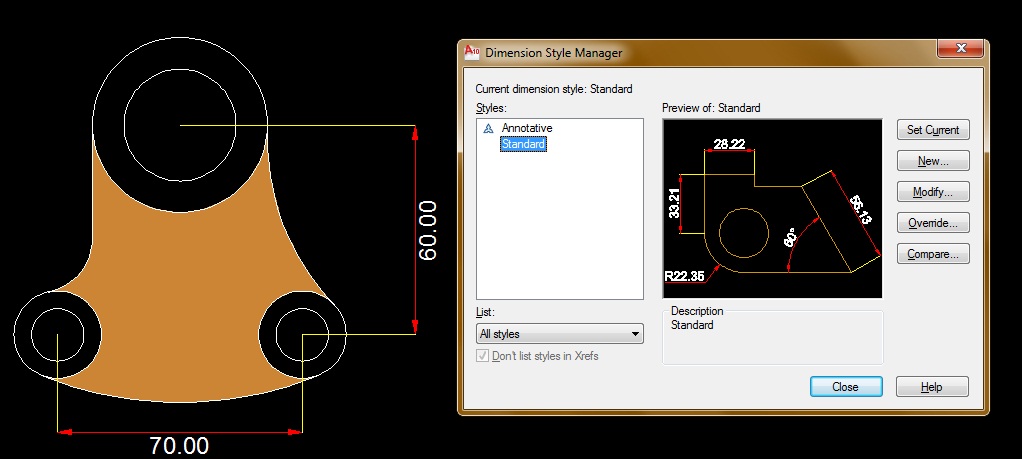 A10 Dimension Style Manager
Current dimension style: Standard
Styles:
Annotative
Standard
List:
All styles
Don't list styles in Xrefs
Preview of: Standard
28.22
33.21
R22.35
60°
56.13
Description
Standard
Set Current
New...
Modify...
Override...
Compare...
Close
Help
60.00
70.00